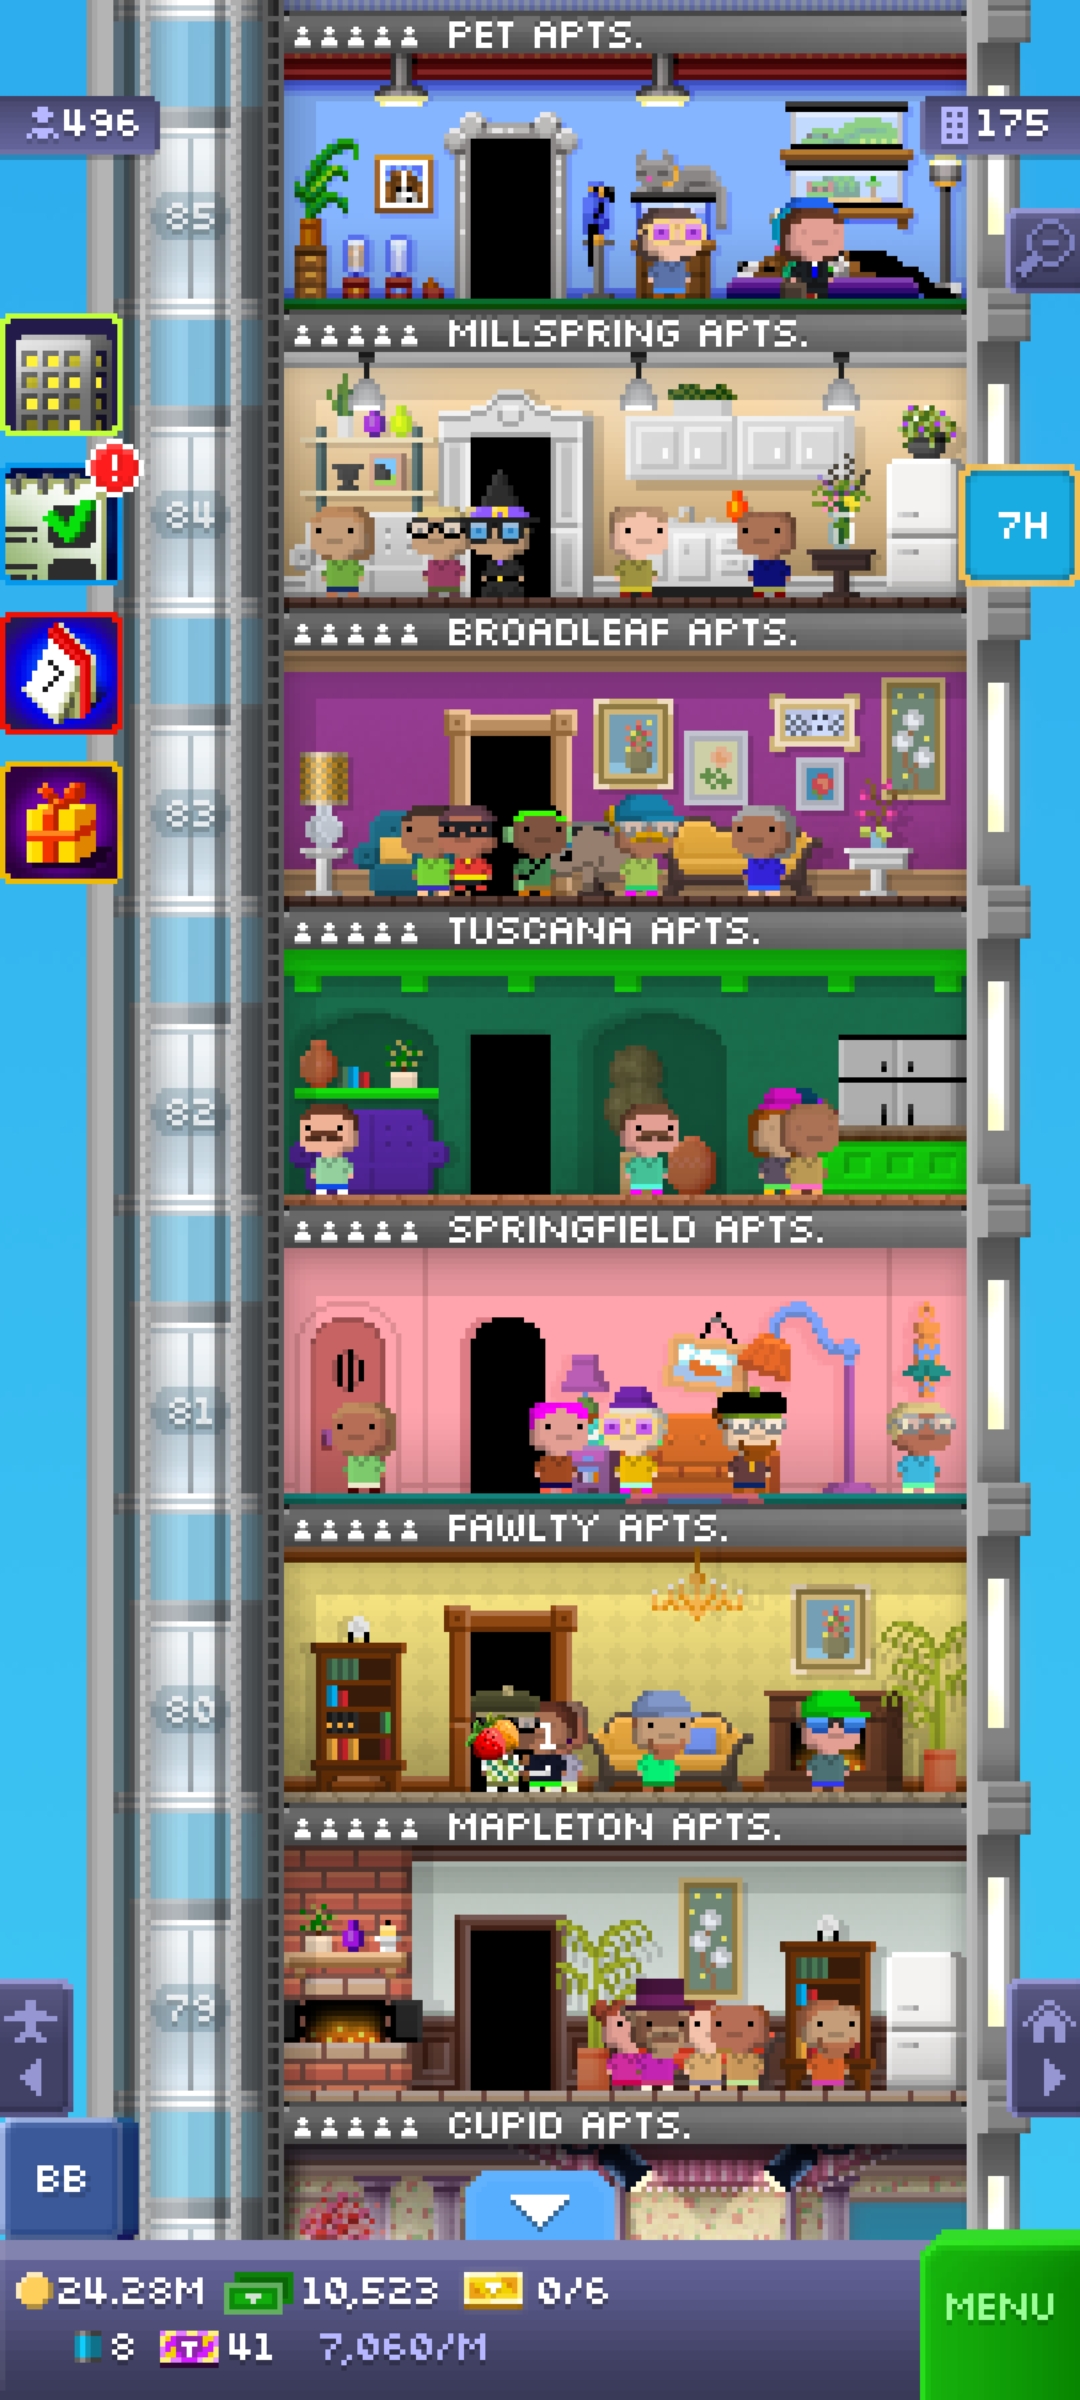 PET APTS.
496
175
85
MILLSPRING APTS.
84
7H
BROADLEAF APTS.
7
83
TUSCANA APTS.
82
SPRINGFIELD APTS.
81
FAWLTY APTS.
80
1
MAPLETON APTS.
79
CUPID APTS.
BB
24.28M 10,523 0/6
MENU
8 T 41 7,060/M